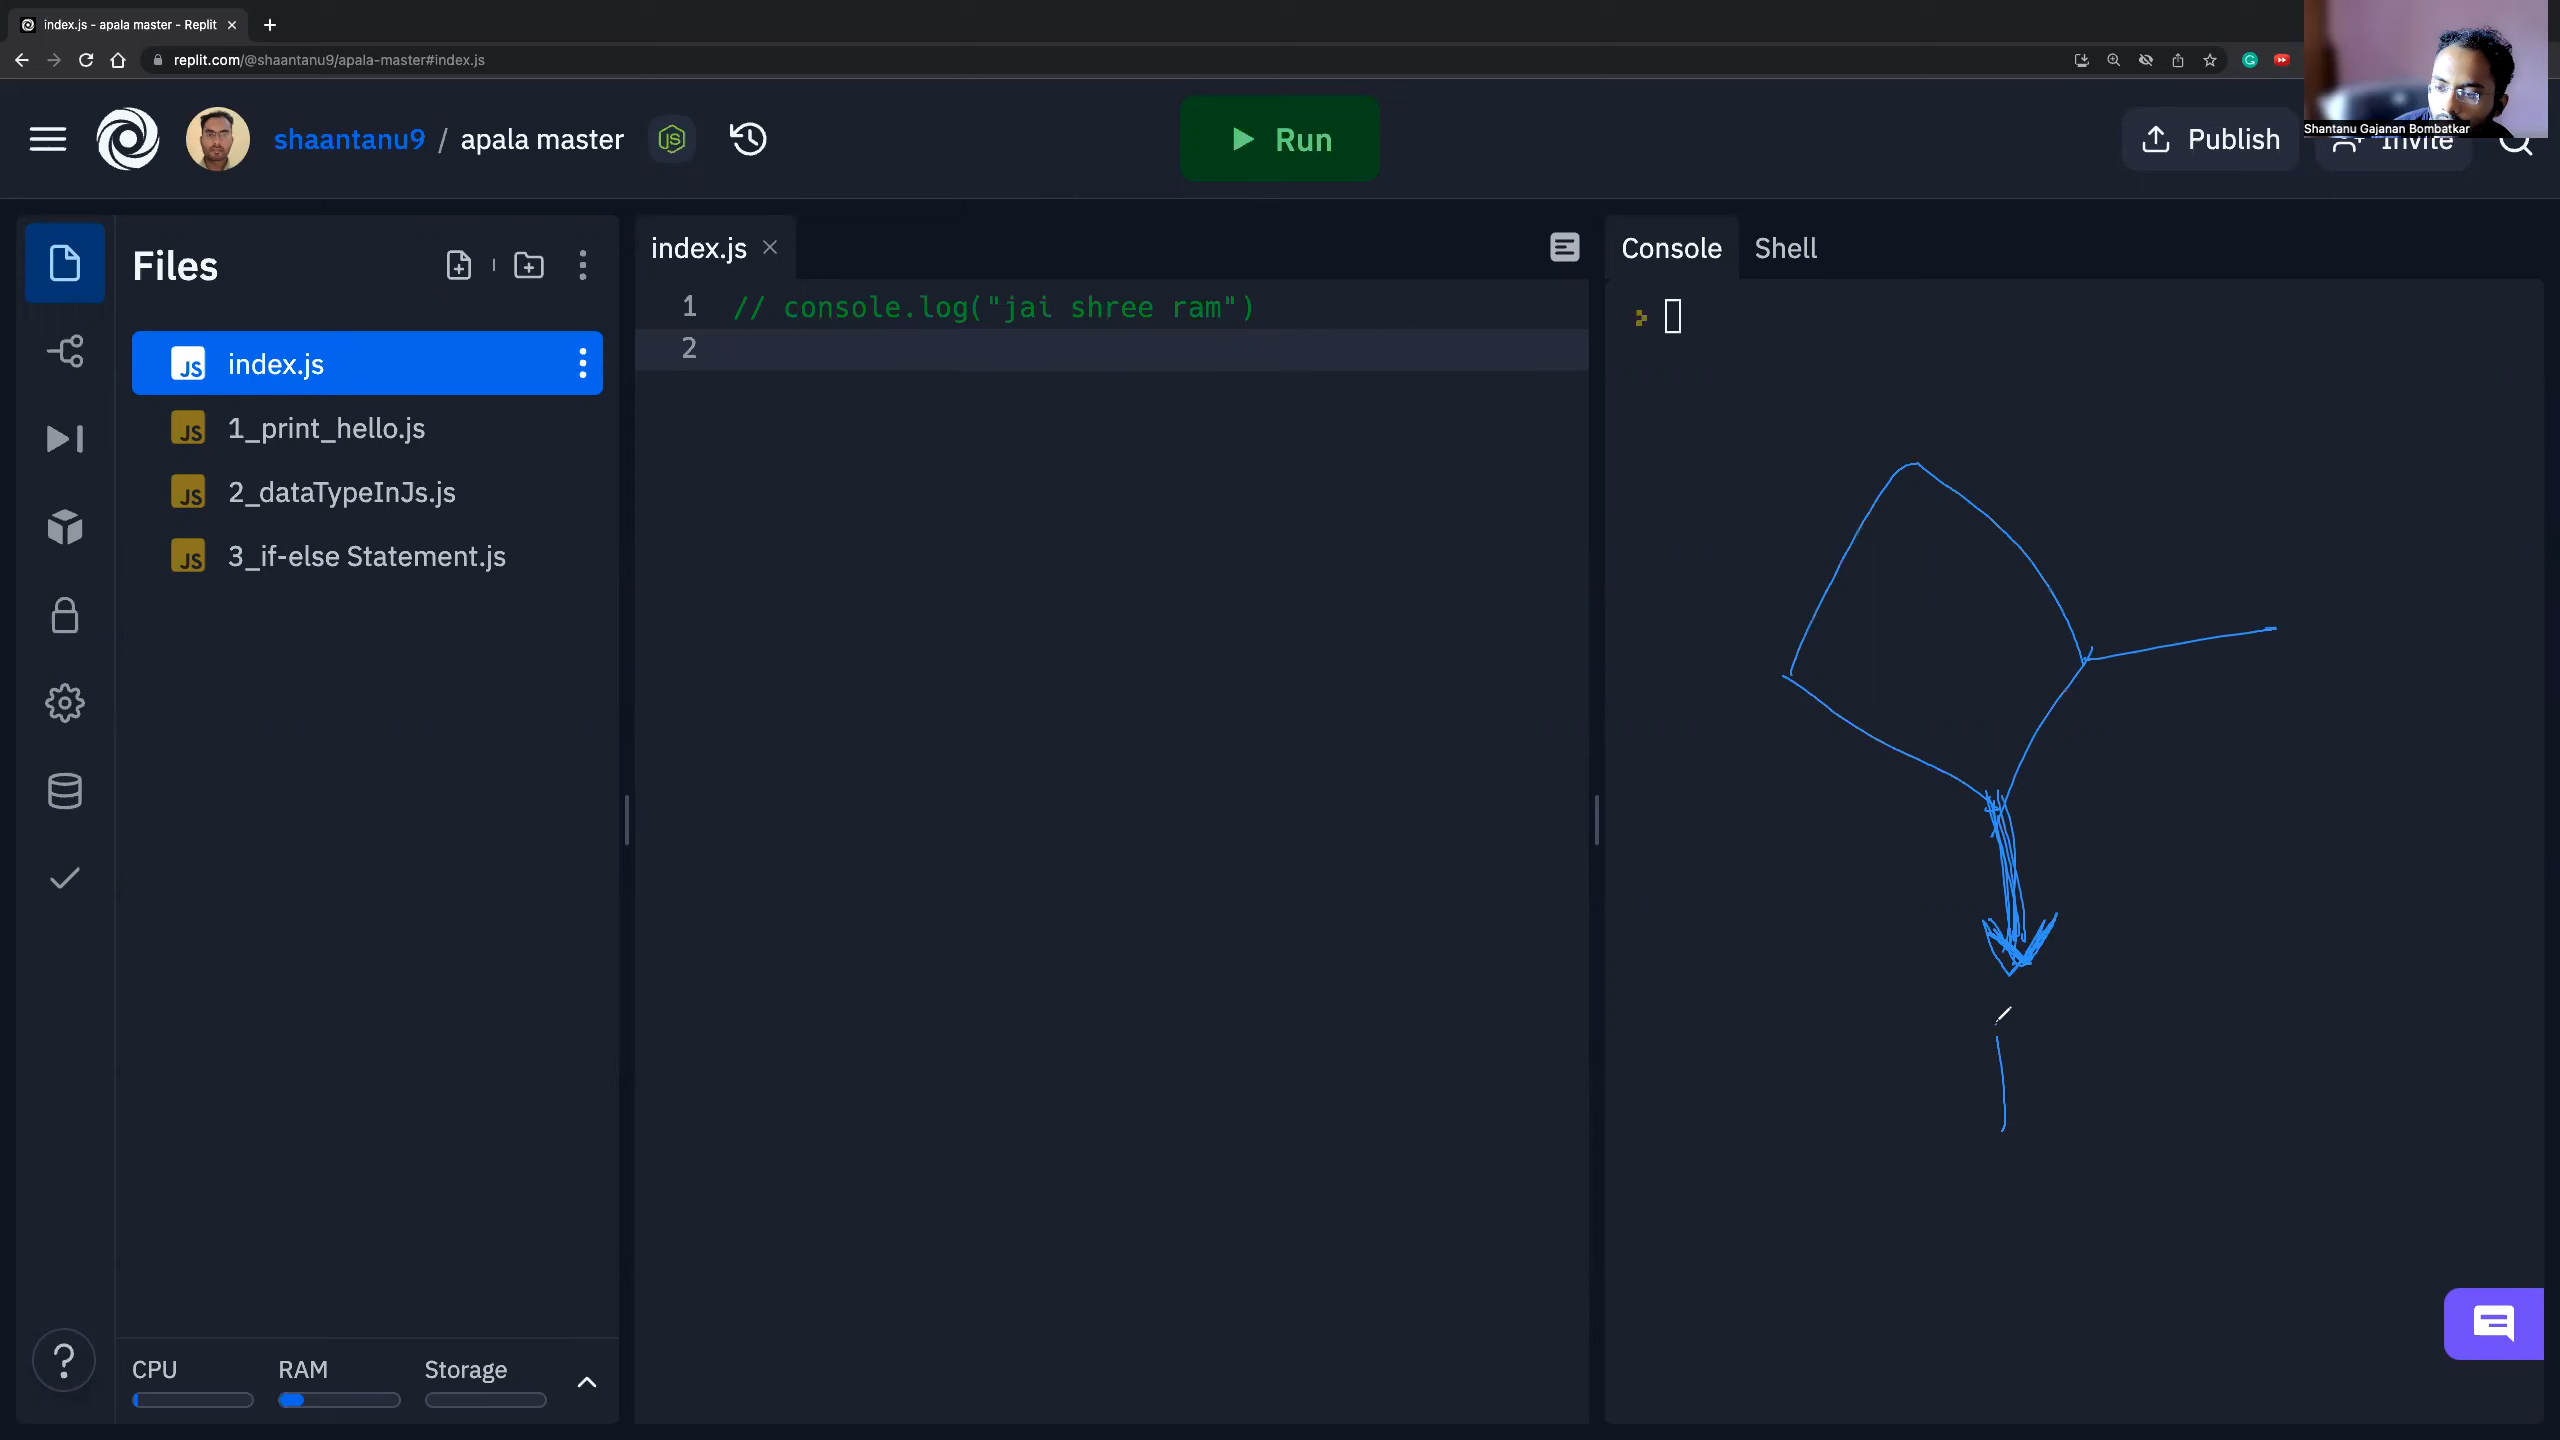 index.js - apala master - Replit
replit.com/@shaantanu9/apala-master#index.js
Shantanu Gajanan Bombatkar
shaantanu9 / apala master
Run
Publish
Invite
Files
index.js
1_print_hello.js
2_dataTypeInJs.js
3_if-else Statement.js
index.js
1 // console.log("jai shree ram")
2
Console Shell
CPU RAM Storage